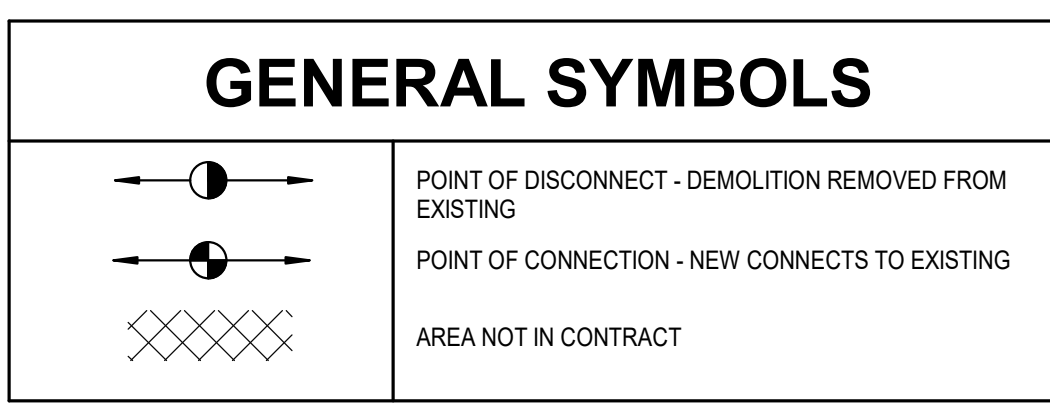 GENERAL SYMBOLS
POINT OF DISCONNECT - DEMOLITION REMOVED FROM
EXISTING
POINT OF CONNECTION - NEW CONNECTS TO EXISTING
AREA NOT IN CONTRACT